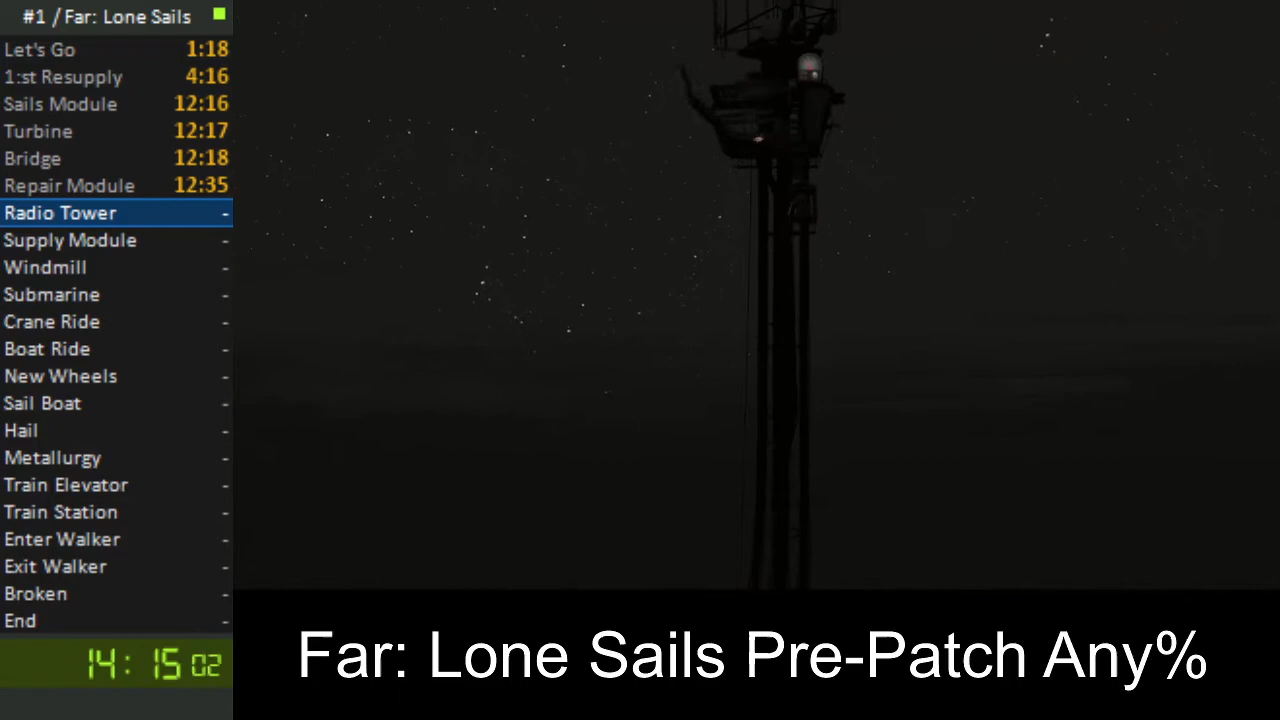 #1 / Far: Lone Sails
Let's Go 1:18
1:st Resupply 4:16
Sails Module 12:16
Turbine 12:17
Bridge 12:18
Repair Module 12:35
Radio Tower -
Supply Module -
Windmill -
Submarine -
Crane Ride -
Boat Ride -
New Wheels -
Sail Boat -
Hail -
Metallurgy -
Train Elevator -
Train Station -
Enter Walker -
Exit Walker -
Broken -
End -
14:15 02
Far: Lone Sails Pre-Patch Any%